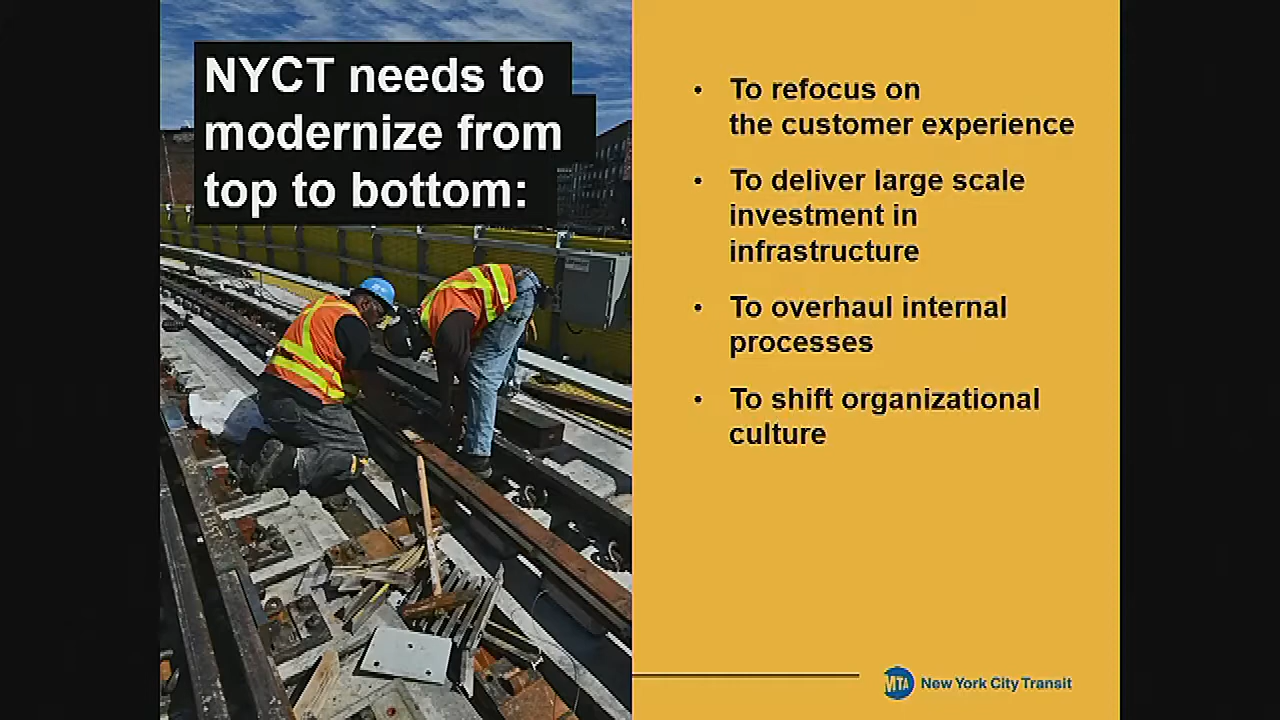 NYCT needs to
modernize from
top to bottom:
• To refocus on
the customer experience
• To deliver large scale
investment in
infrastructure
• To overhaul internal
processes
• To shift organizational
culture
MTA New York City Transit